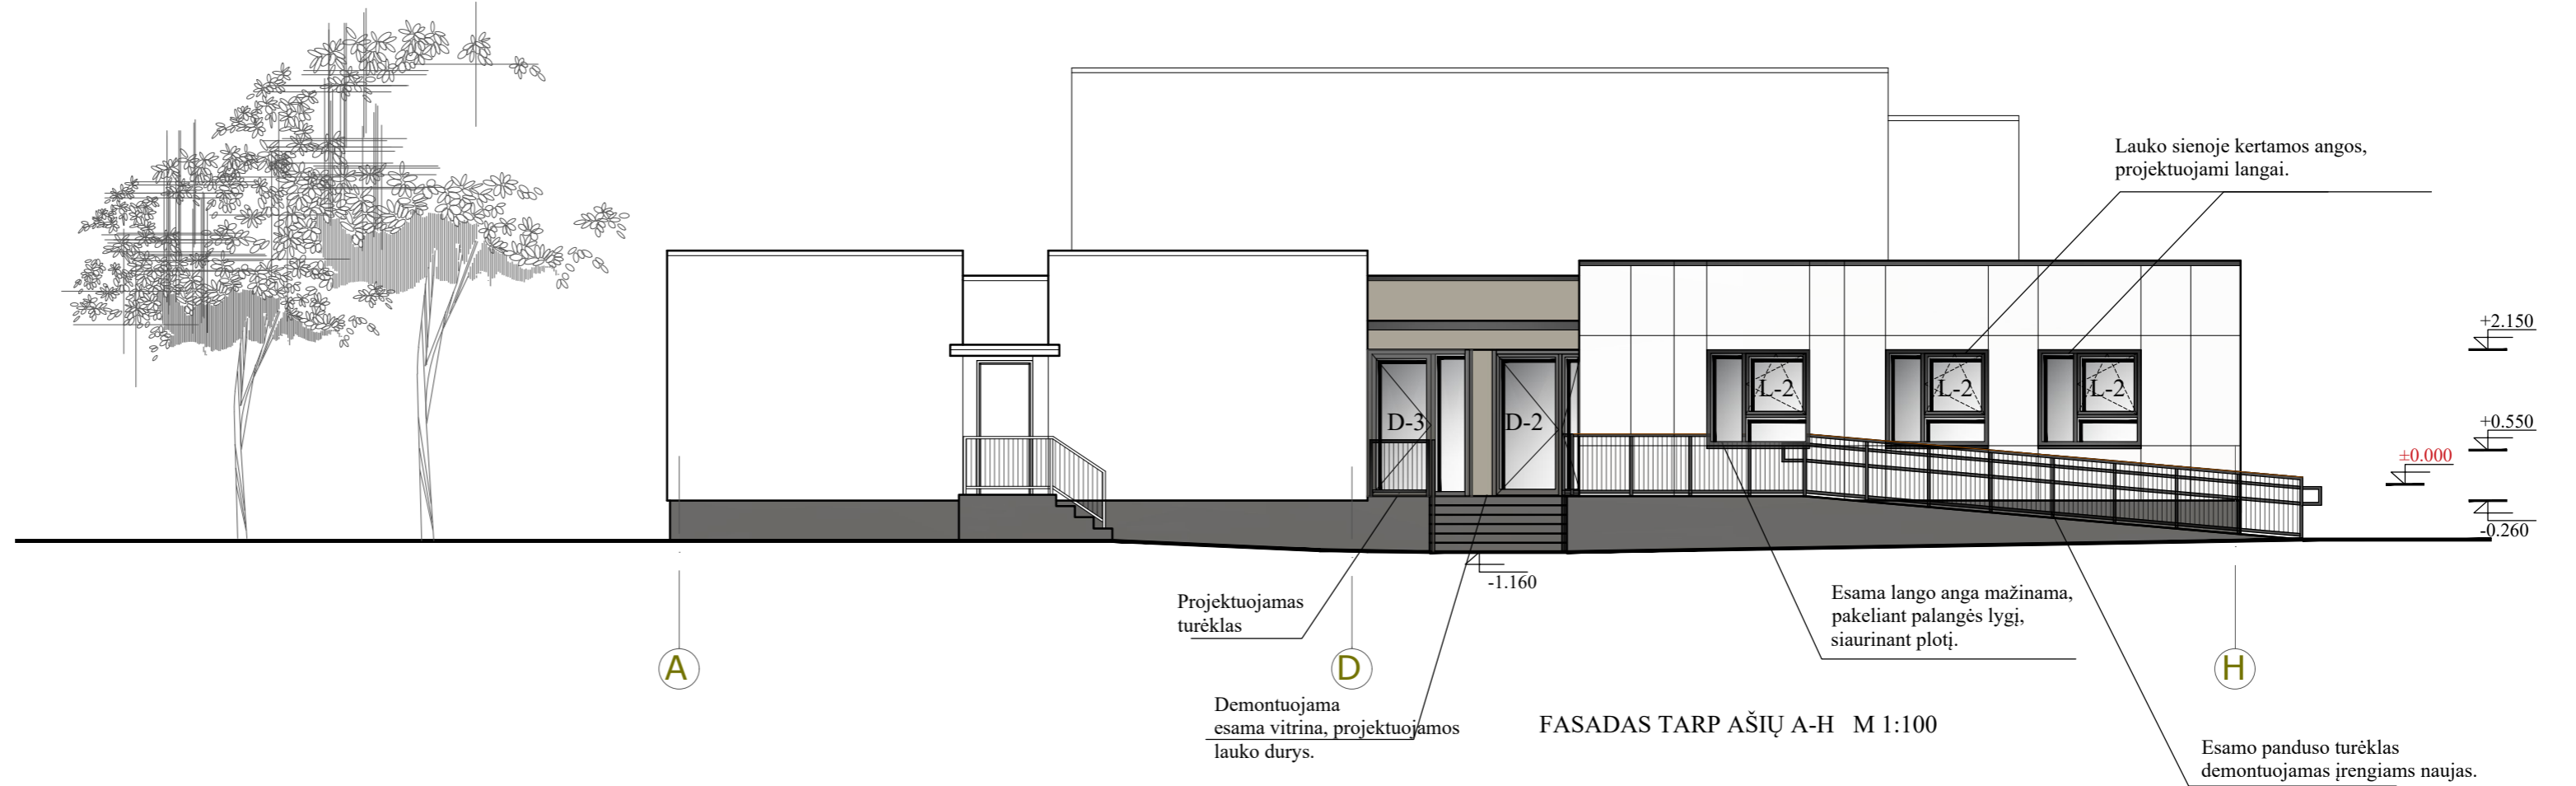 Lauko sienoje kertamos angos,
projektuojami langai.
+2.150
+0.550
±0.000
-0.260
L-2
L-2
L-2
D-3
D-2
-1.160
Projektuojamas
turėklas
Esama lango anga mažinama,
pakeliant palangės lygį,
siaurinant plotį.
A
D
H
Demontuojama
esama vitrina, projektuojamos
lauko durys.
FASADAS TARP AŠIŲ A-H M 1:100
Esamo panduso turėklas
demontuojamas įrengiams naujas.